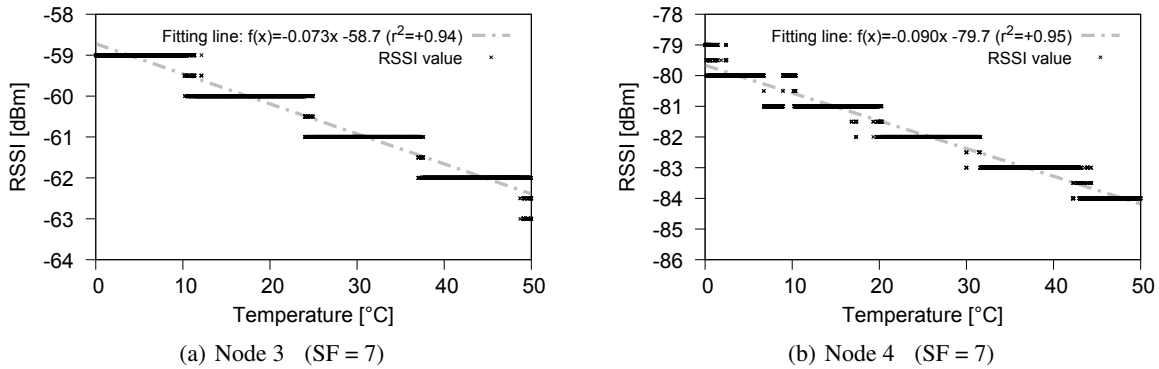 Fitting line: f(x)=-0.073x -58.7 (r²=+0.94)
RSSI value
RSSI [dBm]
-58
-59
-60
-61
-62
-63
-64
0 10 20 30 40 50
Temperature [°C]
(a) Node 3 (SF = 7)
Fitting line: f(x)=-0.090x -79.7 (r²=+0.95)
RSSI value
RSSI [dBm]
-78
-79
-80
-81
-82
-83
-84
-85
-86
0 10 20 30 40 50
Temperature [°C]
(b) Node 4 (SF = 7)